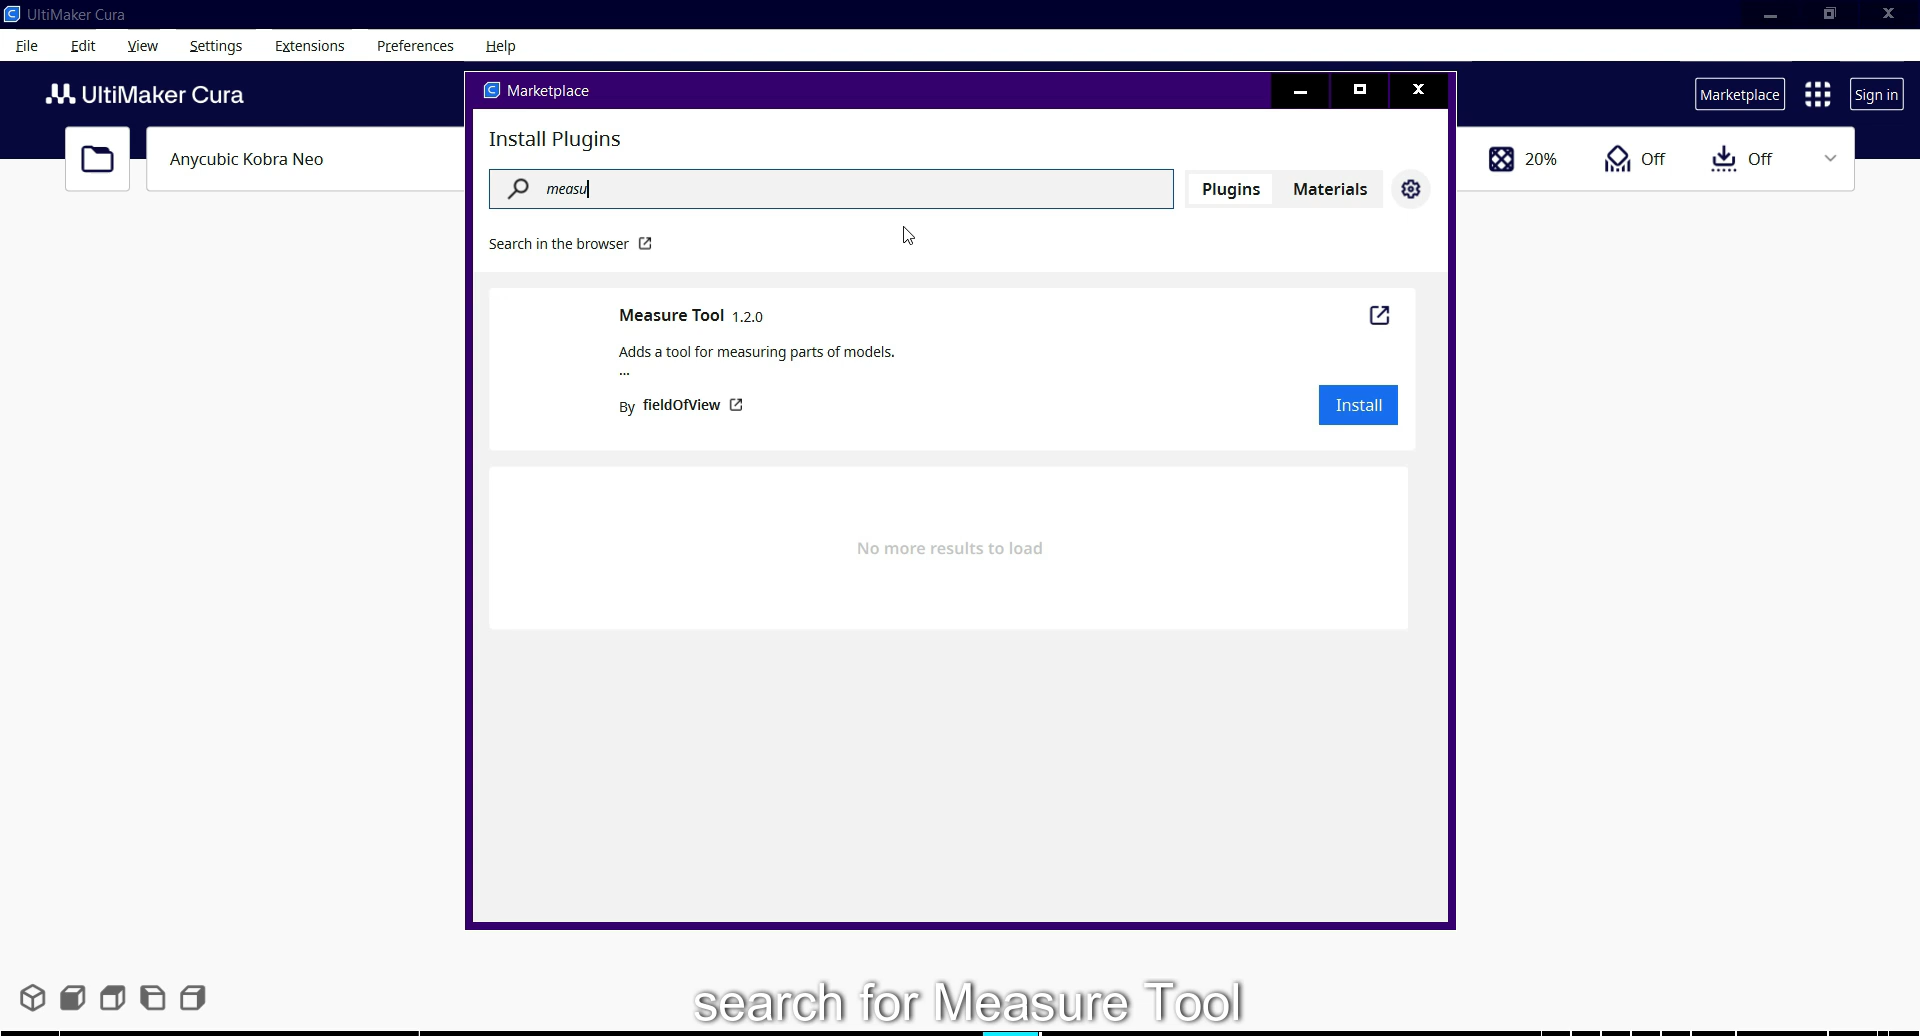 UltiMaker Cura
File Edit View Settings Extensions Preferences Help
UltiMaker Cura
Marketplace
Marketplace
Sign in
Install Plugins
Anycubic Kobra Neo
20%
Off
Off
measu
Plugins
Materials
Search in the browser
Measure Tool 1.2.0
Adds a tool for measuring parts of models.
...
By fieldOfView
Install
No more results to load
search for Measure Tool